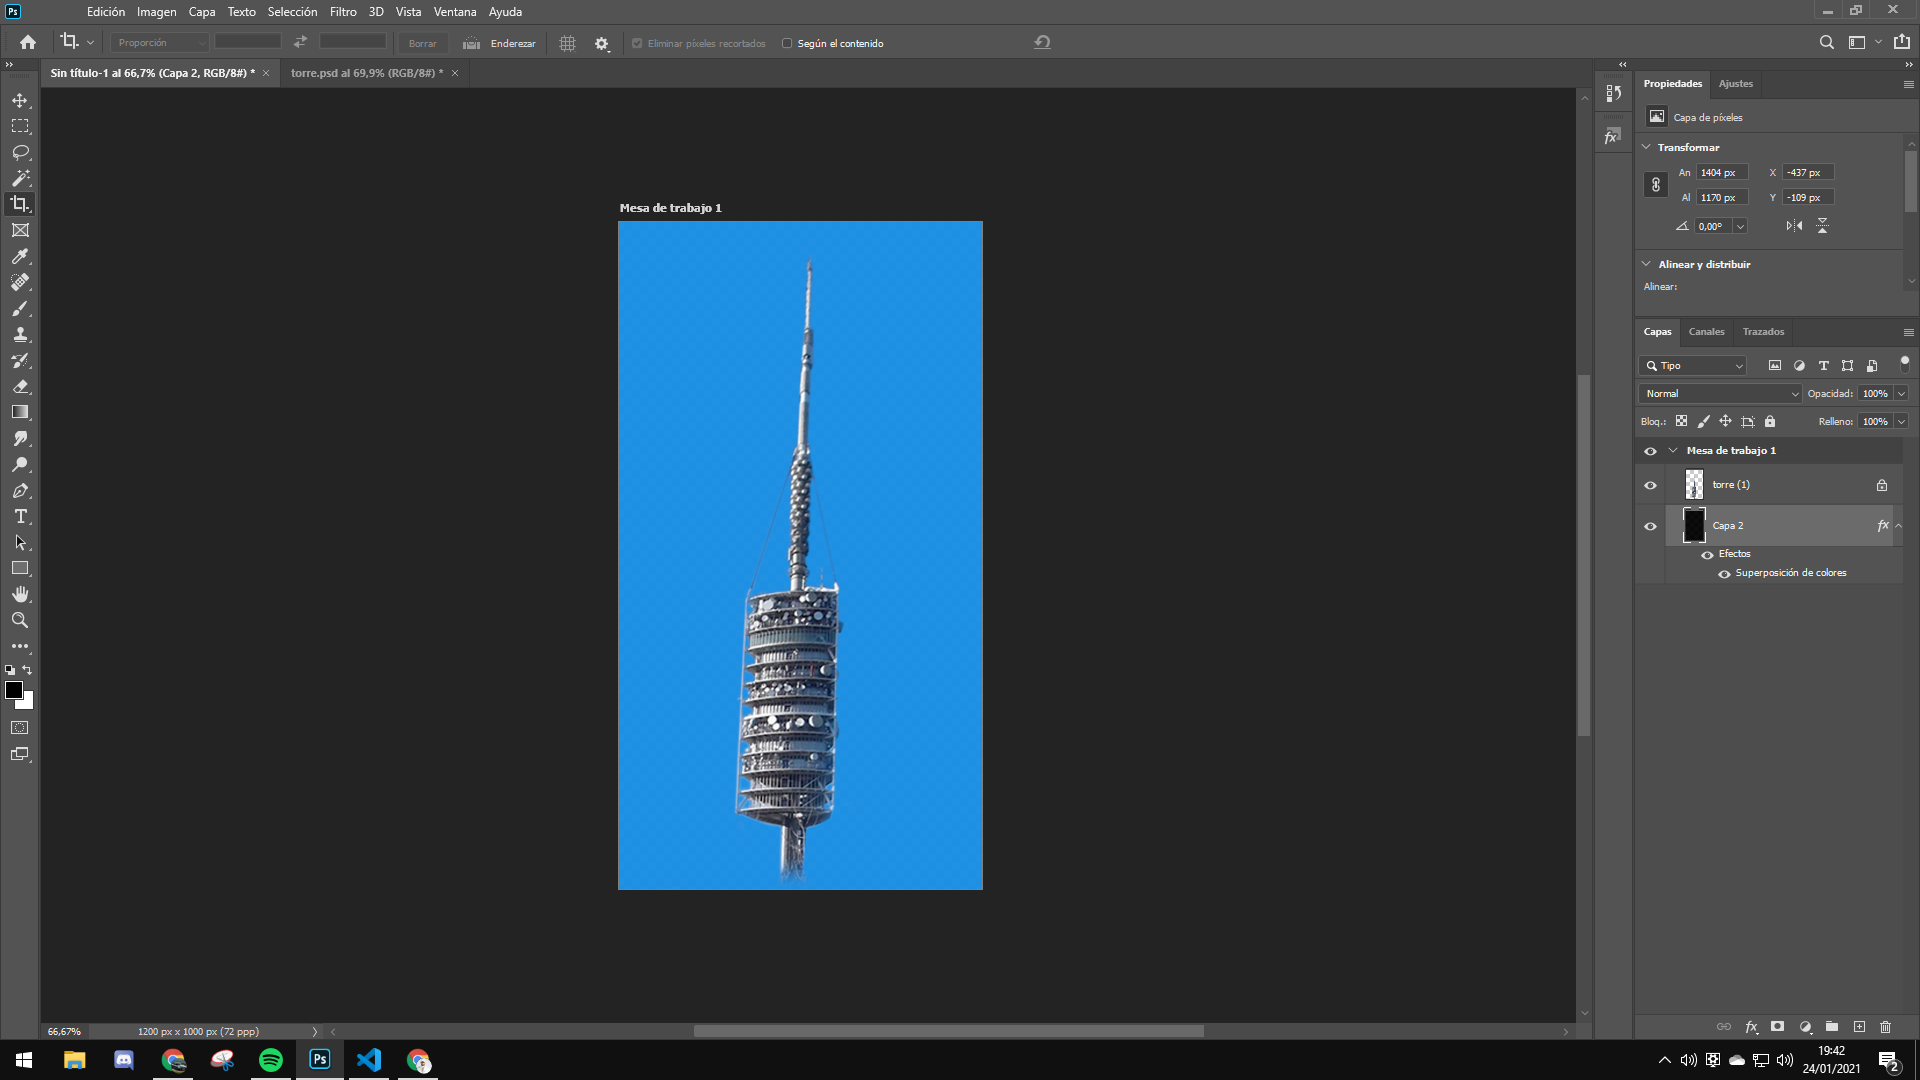 Ps
Edición Imagen Capa Texto Selección Filtro 3D Vista Ventana Ayuda
Proporción Borrar Enderezar Eliminar píxeles recortados Según el contenido
Sin título-1 al 66,7% (Capa 2, RGB/8#) * × torre.psd al 69,9% (RGB/8#) * ×
Propiedades Ajustes
Capa de píxeles
Transformar
An 1404 px X -437 px
Al 1170 px Y -109 px
0,00°
Alinear y distribuir
Alinear:
Mesa de trabajo 1
Capas Canales Trazados
Tipo
Normal Opacidad: 100%
Bloq.: Relleno: 100%
Mesa de trabajo 1
torre (1)
Capa 2 fx
Efectos
Superposición de colores
66,67% 1200 px x 1000 px (72 ppp)
fx
Ps
19:42
24/01/2021
2